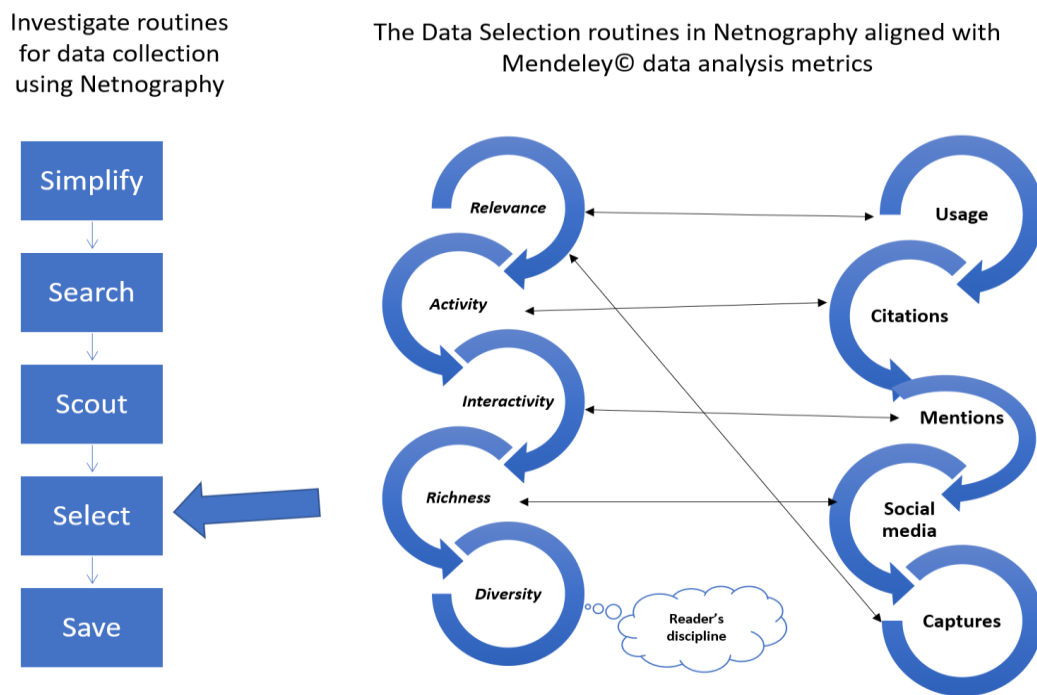 Investigate routines
for data collection
using Netnography
The Data Selection routines in Netnography aligned with
Mendeley© data analysis metrics
Simplify
Search
Scout
Select
Save
Relevance
Activity
Interactivity
Richness
Diversity
Reader's
discipline
Usage
Citations
Mentions
Social
media
Captures